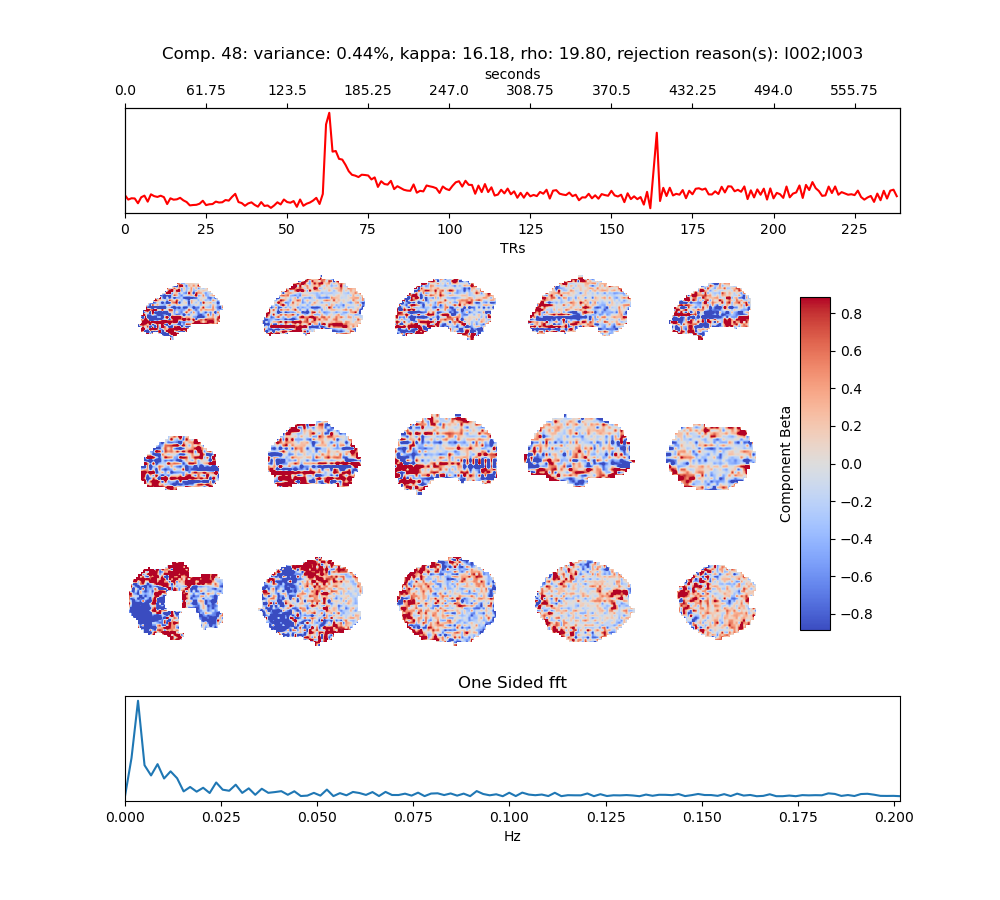 Comp. 48: variance: 0.44%, kappa: 16.18, rho: 19.80, rejection reason(s): I002;I003
seconds
0.0 61.75 123.5 185.25 247.0 308.75 370.5 432.25 494.0 555.75
0 25 50 75 100 125 150 175 200 225
TRs
0.8
0.6
0.4
0.2
0.0
−0.2
−0.4
−0.6
−0.8
Component Beta
One Sided fft
0.000 0.025 0.050 0.075 0.100 0.125 0.150 0.175 0.200
Hz